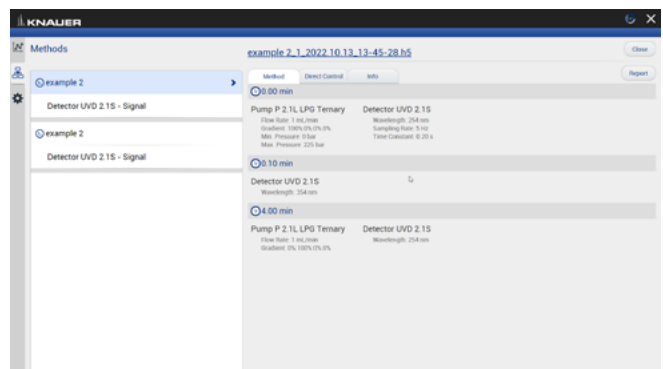 KNAUER
Methods
example 2_1_2022.10.13_13-45-28.h5
Close
Method Direct Control Info
Report
example 2
0.00 min
Detector UVD 2.1S - Signal
Pump P 2.1L LPG Ternary Detector UVD 2.1S
Flow Rate: 1 mL/min Wavelength: 254 nm
Gradient: 100% 0% 0% 0% Sampling Rate: 5 Hz
Min. Pressure: 0 bar Time Constant: 0.20 s
Max. Pressure: 225 bar
example 2
Detector UVD 2.1S - Signal
0.10 min
Detector UVD 2.1S
Wavelength: 354 nm
4.00 min
Pump P 2.1L LPG Ternary Detector UVD 2.1S
Flow Rate: 1 mL/min Wavelength: 254 nm
Gradient: 0% 100% 0% 0%